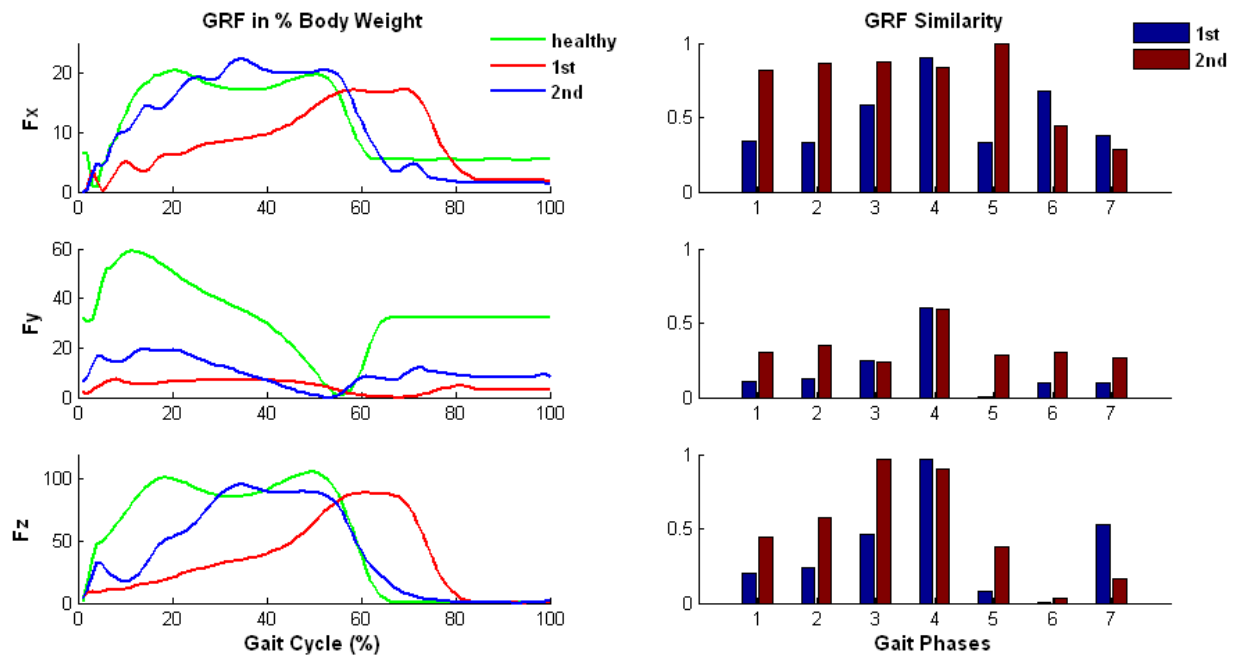 GRF in % Body Weight
healthy
1st
2nd
Fx
20
10
0
0 20 40 60 80 100
GRF Similarity
1st
2nd
1
0.5
0
1 2 3 4 5 6 7
Fy
60
40
20
0
0 20 40 60 80 100
1
0.5
0
1 2 3 4 5 6 7
Fz
100
50
0
0 20 40 60 80 100
Gait Cycle (%)
1
0.5
0
1 2 3 4 5 6 7
Gait Phases